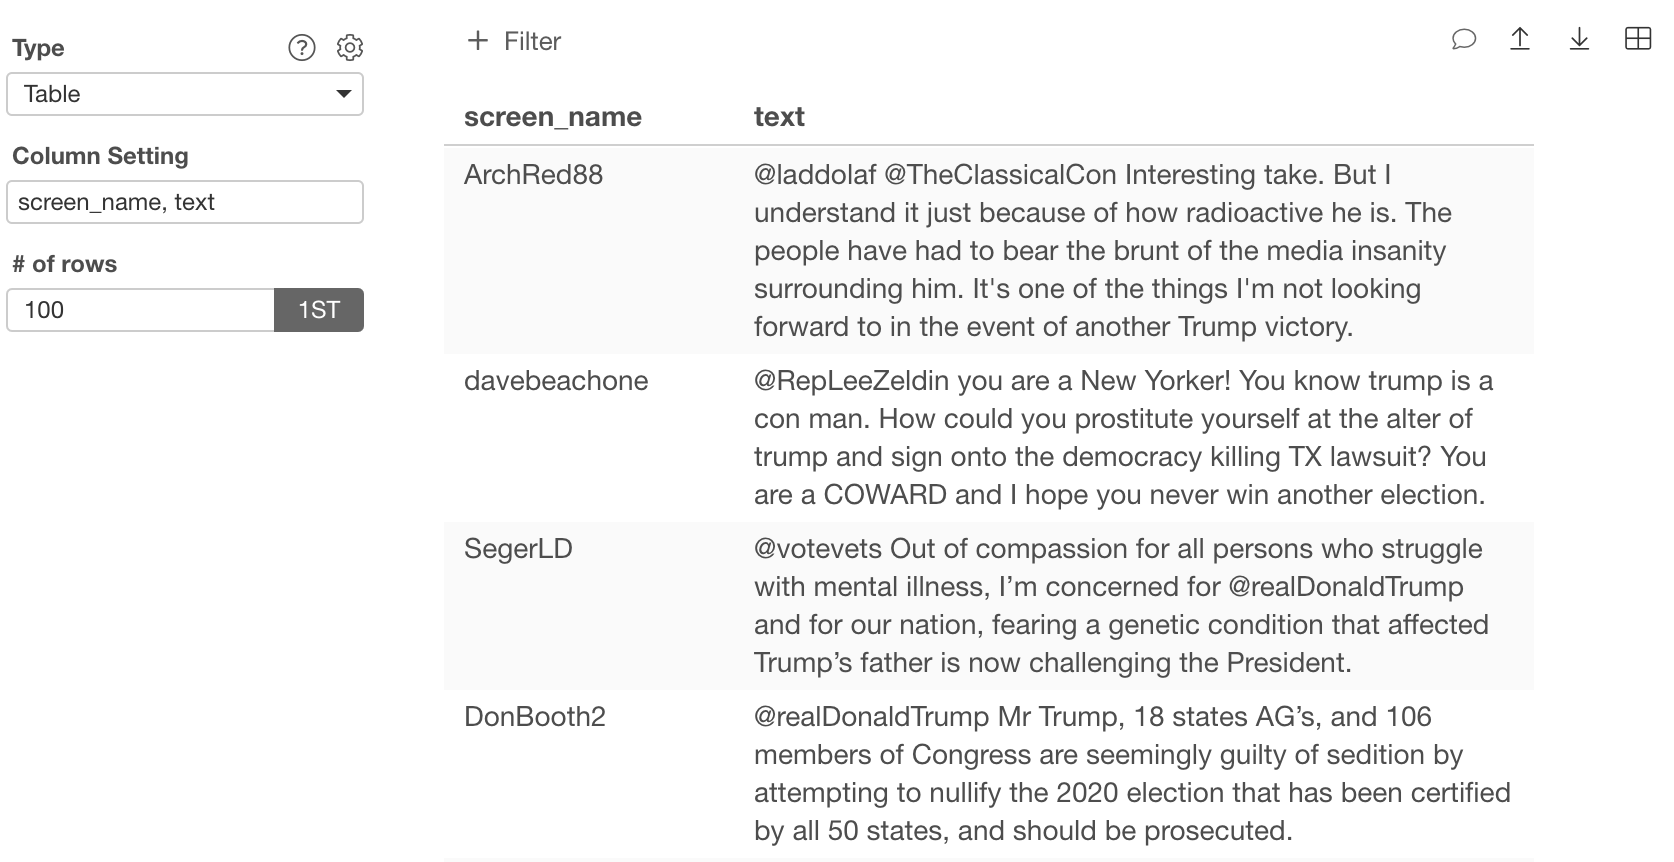 Type
Table
Column Setting
screen_name, text
# of rows
100 1ST
+ Filter
screen_name text
ArchRed88 @laddolaf @TheClassicalCon Interesting take. But I
understand it just because of how radioactive he is. The
people have had to bear the brunt of the media insanity
surrounding him. It's one of the things I'm not looking
forward to in the event of another Trump victory.
davebeachone @RepLeeZeldin you are a New Yorker! You know trump is a
con man. How could you prostitute yourself at the alter of
trump and sign onto the democracy killing TX lawsuit? You
are a COWARD and I hope you never win another election.
SegerLD @votevets Out of compassion for all persons who struggle
with mental illness, I’m concerned for @realDonaldTrump
and for our nation, fearing a genetic condition that affected
Trump’s father is now challenging the President.
DonBooth2 @realDonaldTrump Mr Trump, 18 states AG’s, and 106
members of Congress are seemingly guilty of sedition by
attempting to nullify the 2020 election that has been certified
by all 50 states, and should be prosecuted.